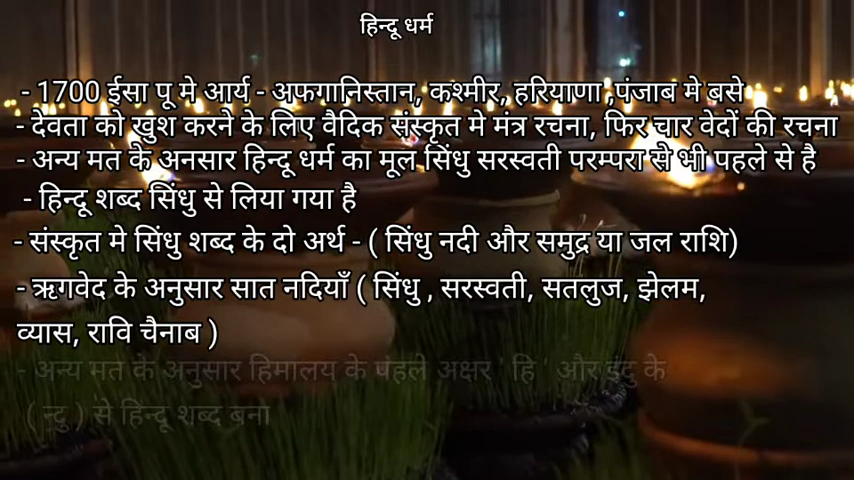 हिन्दू धर्म
- 1700 ईसा पू मे आर्य - अफगानिस्तान, कश्मीर, हरियाणा ,पंजाब मे बसे
- देवता को खुश करने के लिए वैदिक संस्कृत मे मंत्र रचना, फिर चार वेदों की रचना
- अन्य मत के अनसार हिन्दू धर्म का मूल सिंधु सरस्वती परम्परा से भी पहले से है
- हिन्दू शब्द सिंधु से लिया गया है
- संस्कृत मे सिंधु शब्द के दो अर्थ - ( सिंधु नदी और समुद्र या जल राशि)
- ऋगवेद के अनुसार सात नदियाँ ( सिंधु , सरस्वती, सतलुज, झेलम,
व्यास, रावि चैनाब )
- अन्य मत के अनुसार हिमालय के पहले अक्षर ' हि ' और इंदु के
( न्दु ) से हिन्दू शब्द बना